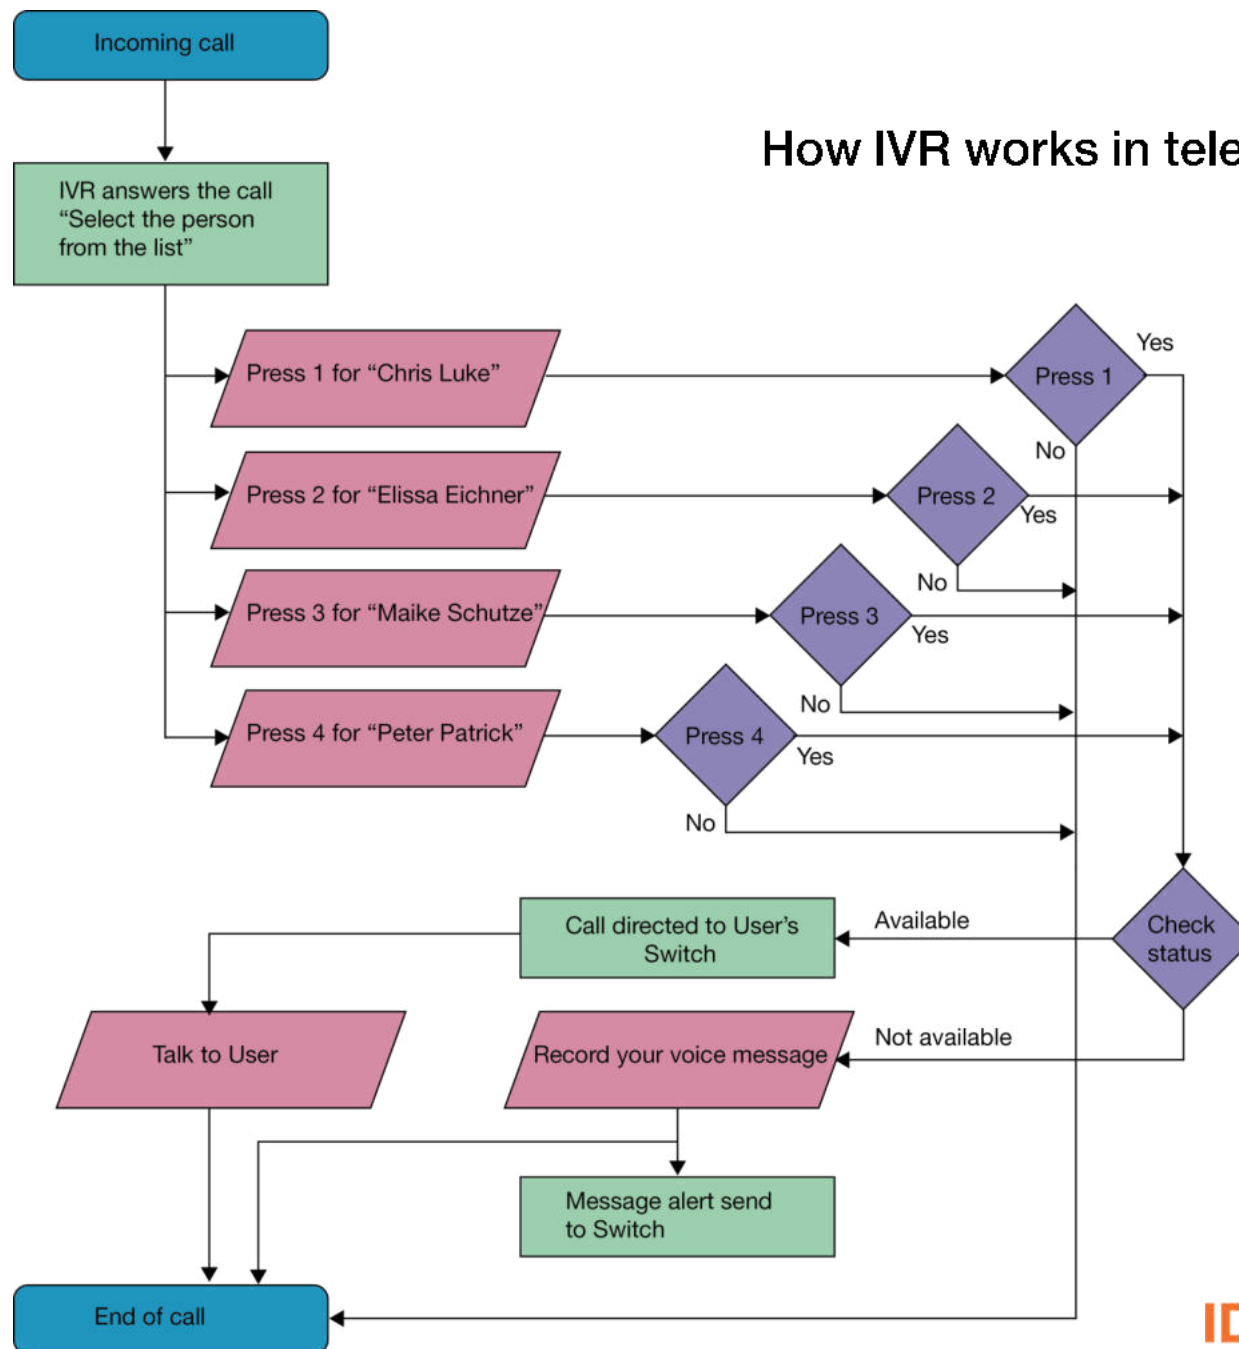 Incoming call
How IVR works in tele
IVR answers the call
“Select the person
from the list”
Press 1 for “Chris Luke”
Press 1
Yes
No
Press 2 for “Elissa Eichner”
Press 2
Yes
No
Press 3 for “Maike Schutze”
Press 3
Yes
No
Press 4 for “Peter Patrick”
Press 4
Yes
No
Call directed to User’s
Switch
Available
Check
status
Talk to User
Record your voice message
Not available
Message alert send
to Switch
End of call